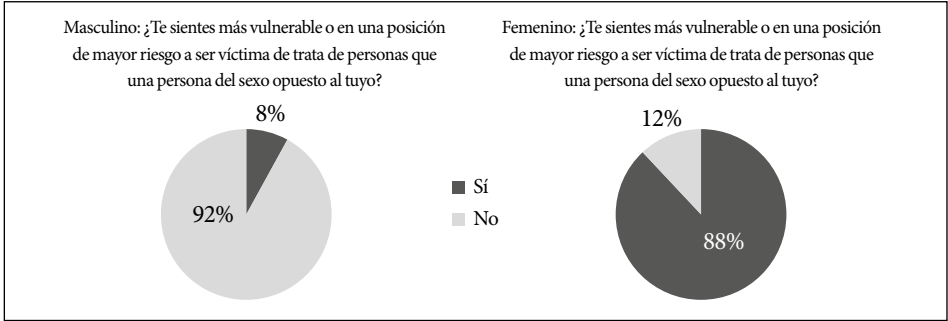 Masculino: ¿Te sientes más vulnerable o en una posición
de mayor riesgo a ser víctima de trata de personas que
una persona del sexo opuesto al tuyo?
8%
92%
Sí
No
Femenino: ¿Te sientes más vulnerable o en una posición
de mayor riesgo a ser víctima de trata de personas que
una persona del sexo opuesto al tuyo?
12%
88%